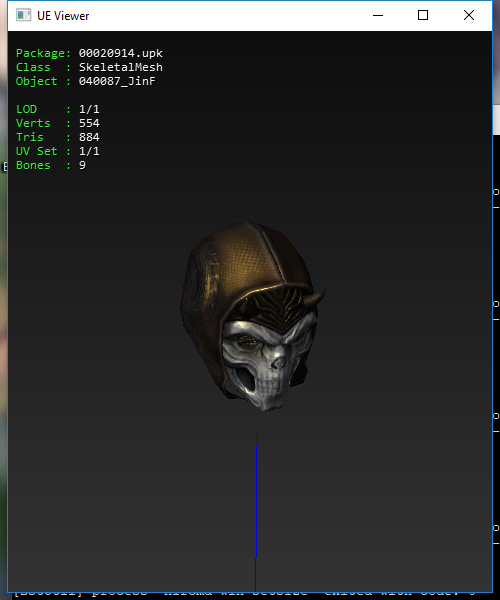 UE Viewer
Package: 00020914.upk
Class : SkeletalMesh
Object : 040087_JinF
LOD : 1/1
Verts : 554
Tris : 884
UV Set : 1/1
Bones : 9